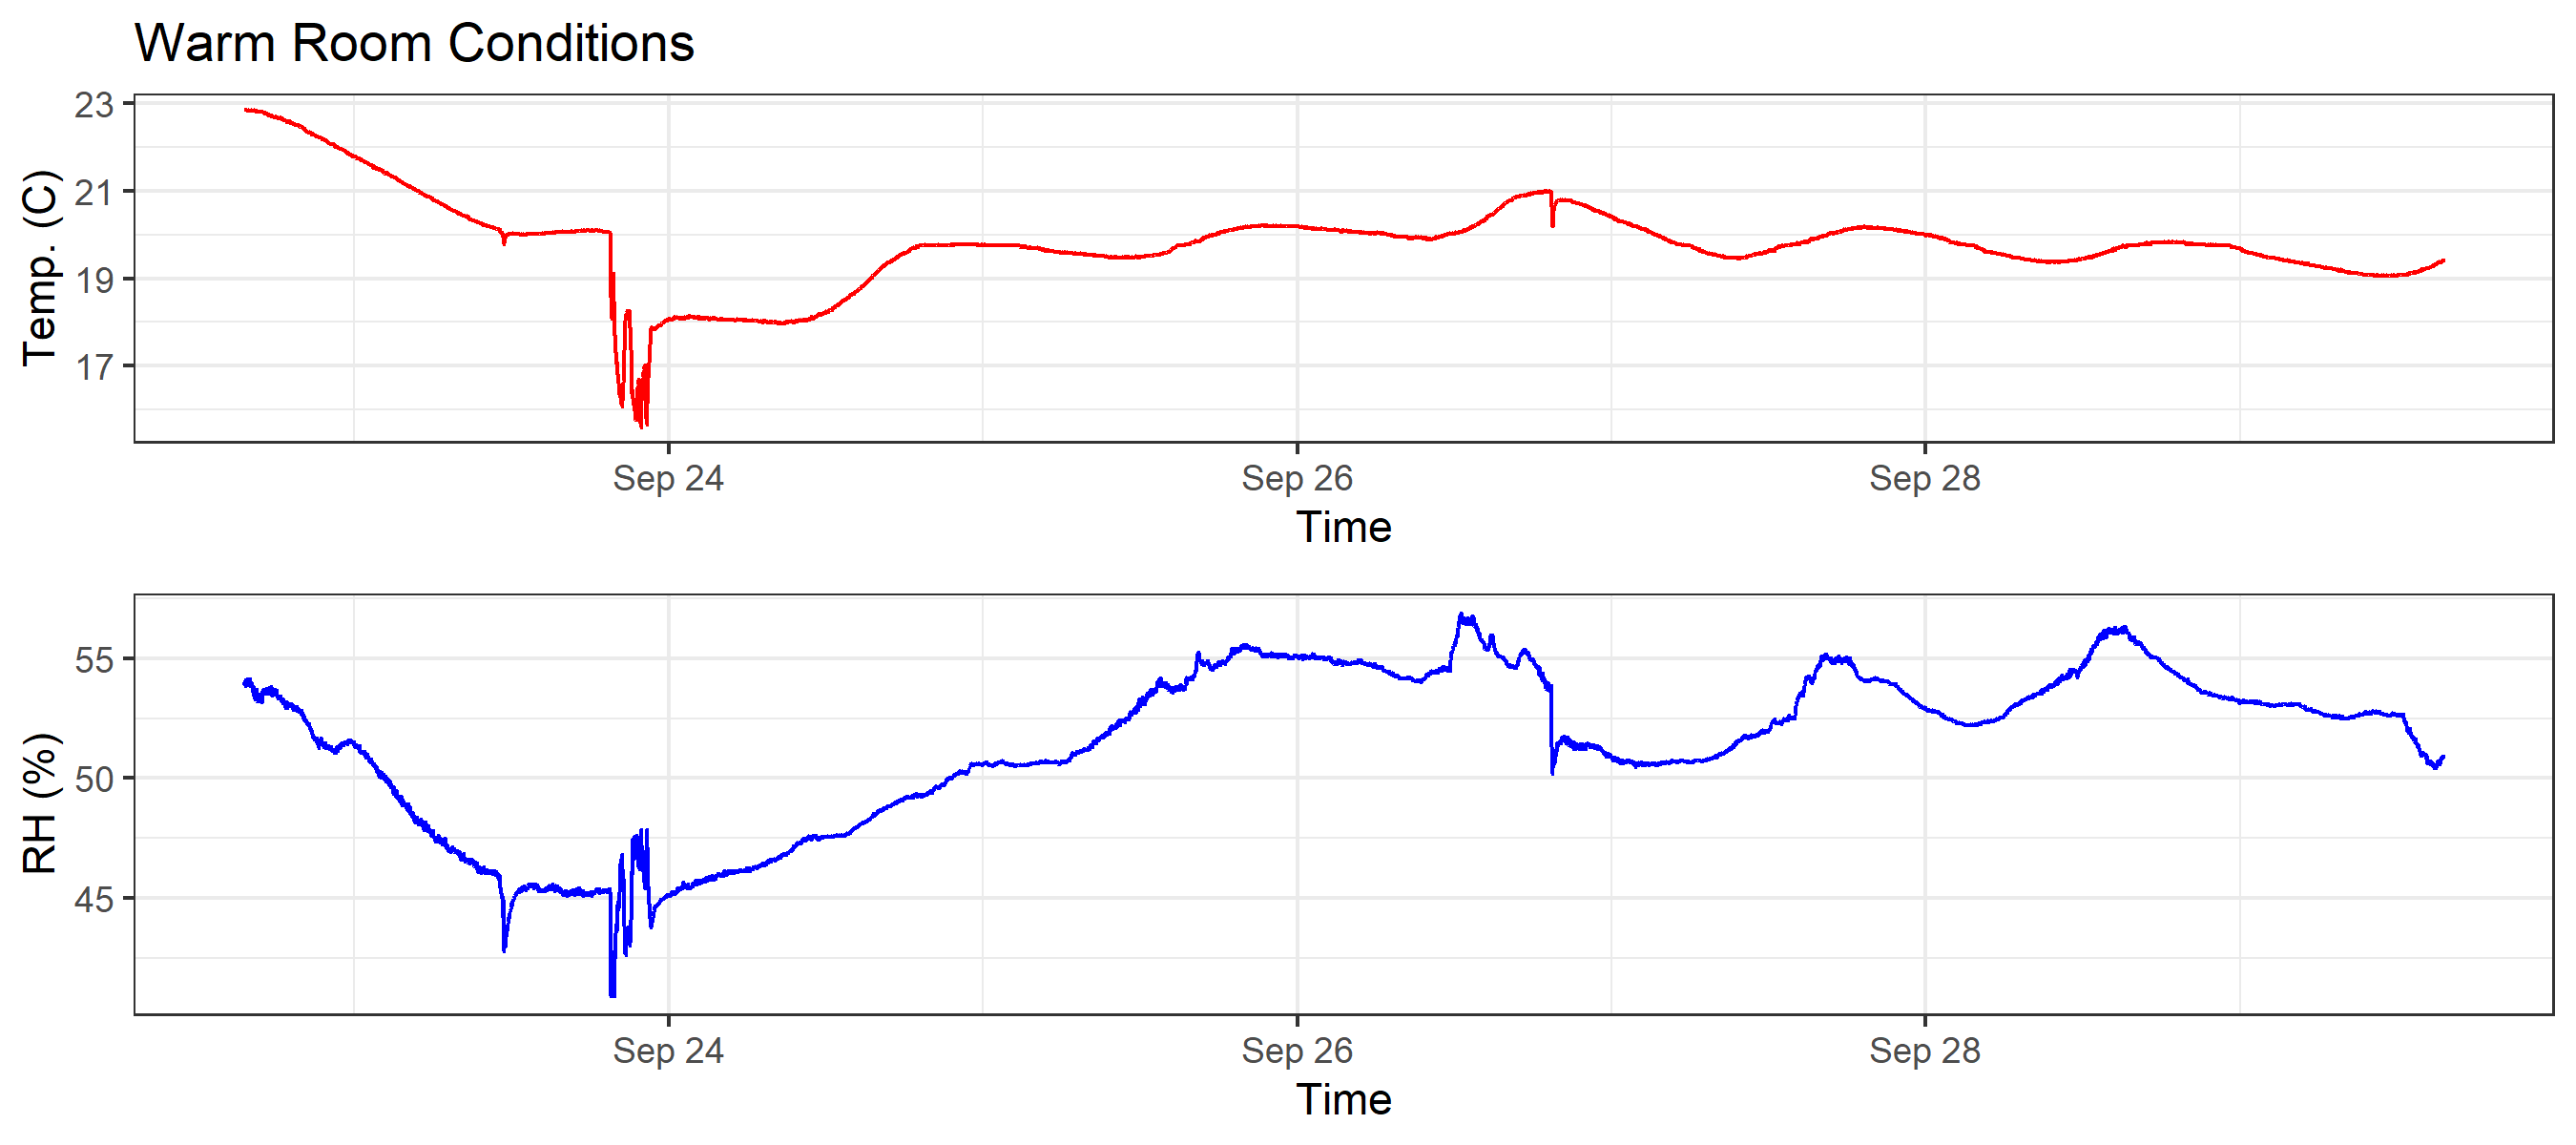 Warm Room Conditions
Temp. (C)
23
21
19
17
Sep 24 Sep 26 Sep 28
Time
RH (%)
55
50
45
Sep 24 Sep 26 Sep 28
Time